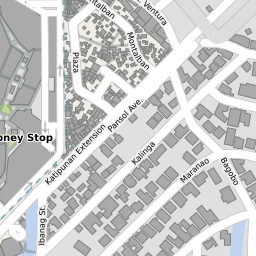 Ventura
Montalban
Montalban
Plaza
Pansol Ave.
oney Stop
Katipunan Extension
Kalinga
Maranao
Bagobo
Ibanag St.